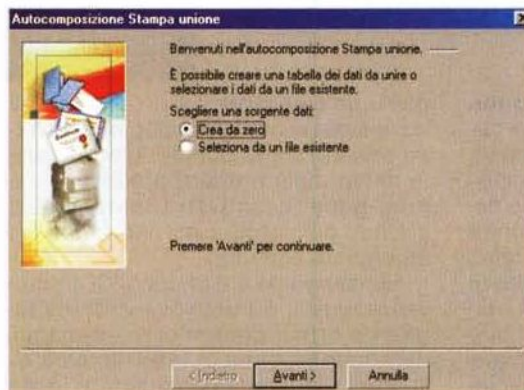 Autocomposizione Stampa unione
Benvenuti nell'autocomposizione Stampa unione.
È possibile creare una tabella dei dati da unire o
selezionare i dati da un file esistente.
Scegliere una sorgente dati:
Crea da zero
Seleziona da un file esistente
Premere 'Avanti' per continuare.
< Indietro
Avanti >
Annulla